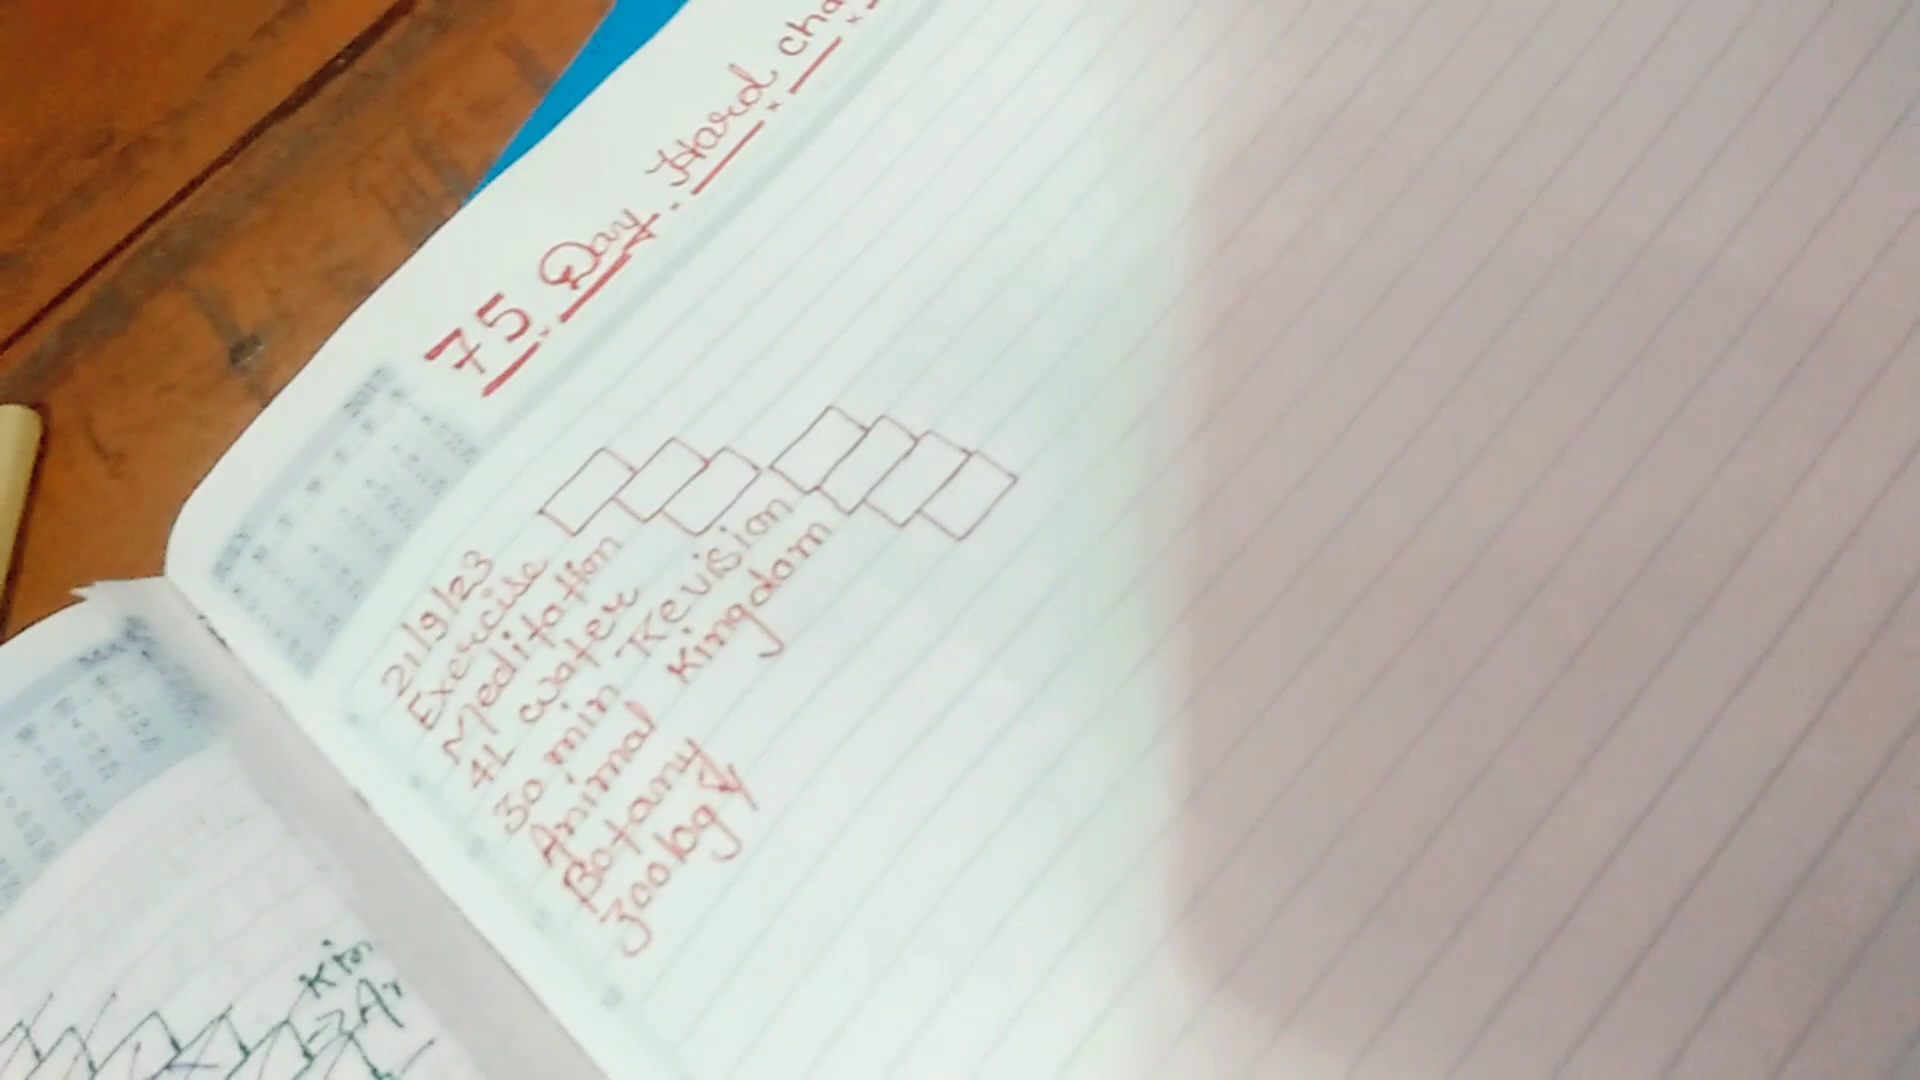 75 Day Hard cha
21/9/23
Exercise
Meditation
4L water
30 min Revision
Animal Kingdom
Botany
Zoology